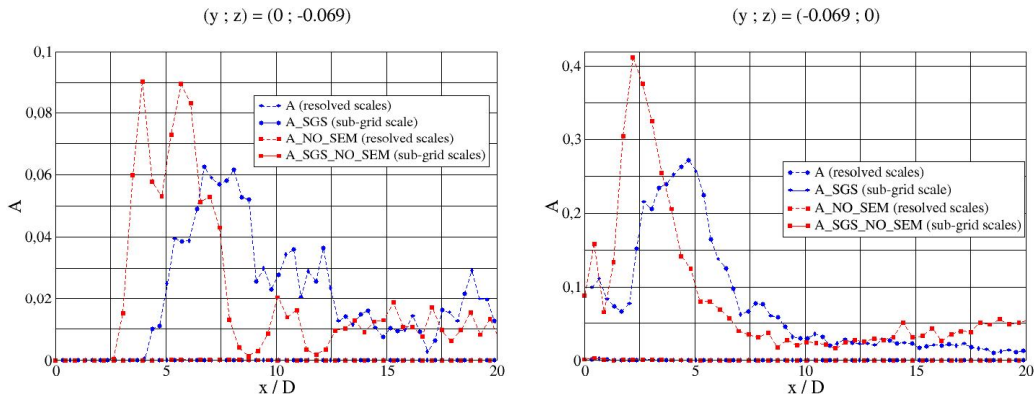 (y ; z) = (0 ; -0.069)
0,1
0,08
0,06
0,04
0,02
0
A
A (resolved scales)
A_SGS (sub-grid scale)
A_NO_SEM (resolved scales)
A_SGS_NO_SEM (sub-grid scales)
0 5 10 15 20
x / D
(y ; z) = (-0.069 ; 0)
0,4
0,3
0,2
0,1
0
A
A (resolved scales)
A_SGS (sub-grid scale)
A_NO_SEM (resolved scales)
A_SGS_NO_SEM (sub-grid scales)
0 5 10 15 20
x / D